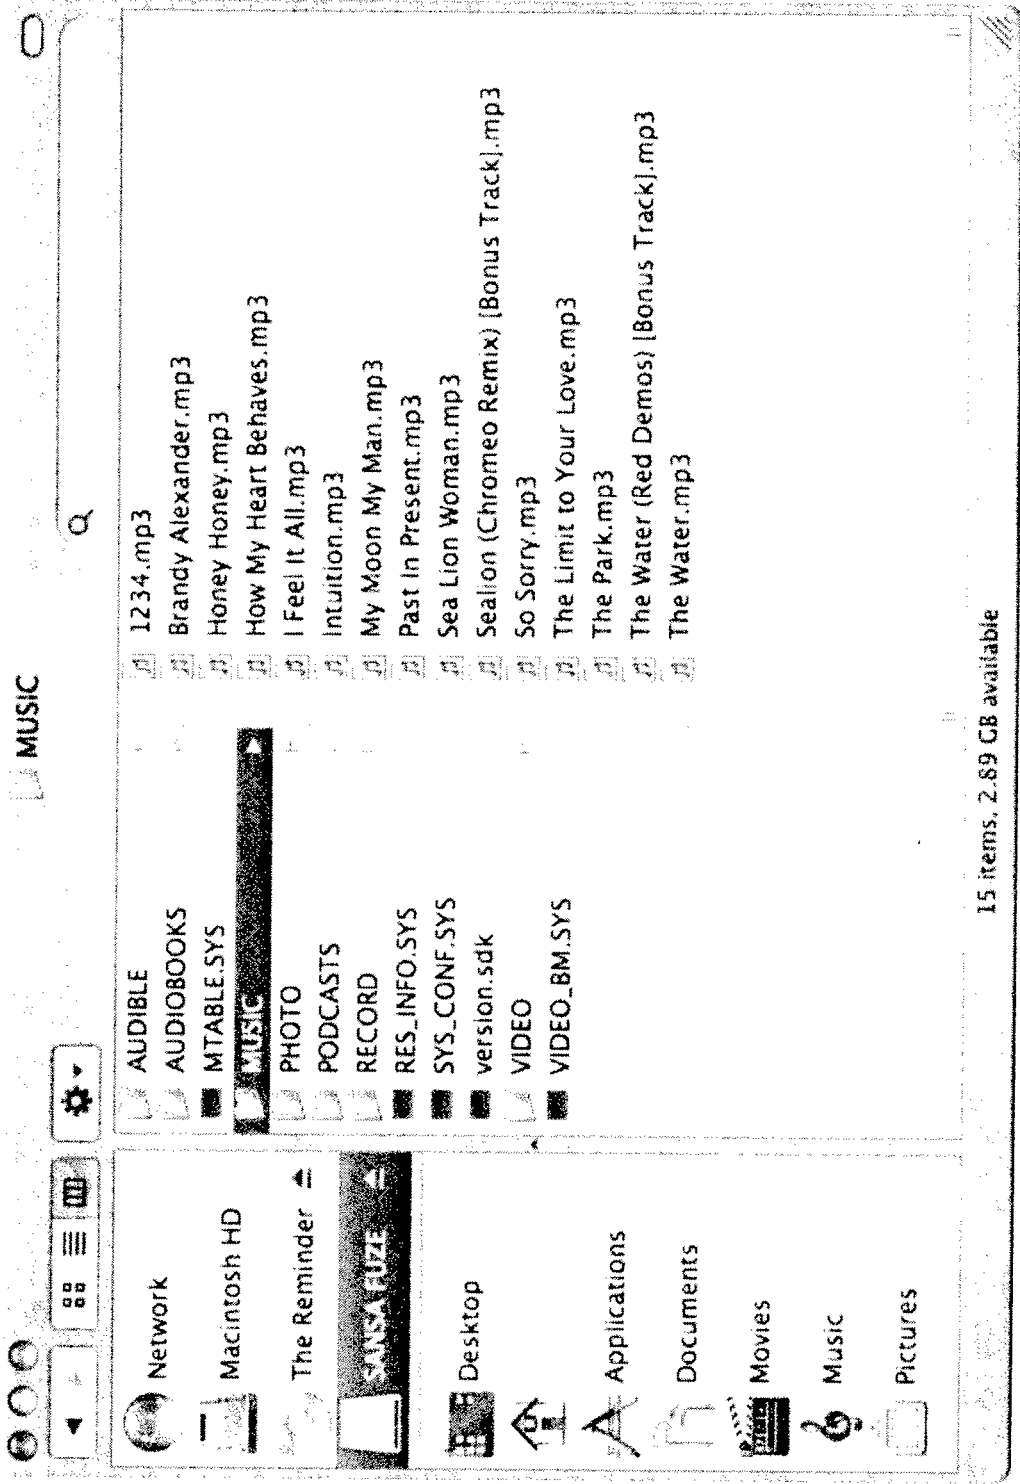 MUSIC
Network
Macintosh HD
The Reminder
SANSA FUZE
Desktop
Applications
Documents
Movies
Music
Pictures
AUDIBLE
AUDIOBOOKS
MTABLE.SYS
MUSIC
PHOTO
PODCASTS
RECORD
RES_INFO.SYS
SYS_CONF.SYS
version.sdk
VIDEO
VIDEO_BM.SYS
1234.mp3
Brandy Alexander.mp3
Honey Honey.mp3
How My Heart Behaves.mp3
I Feel It All.mp3
Intuition.mp3
My Moon My Man.mp3
Past In Present.mp3
Sea Lion Woman.mp3
Sealion (Chromeo Remix) [Bonus Track].mp3
So Sorry.mp3
The Limit to Your Love.mp3
The Park.mp3
The Water (Red Demos) [Bonus Track].mp3
The Water.mp3
15 items, 2.89 GB available